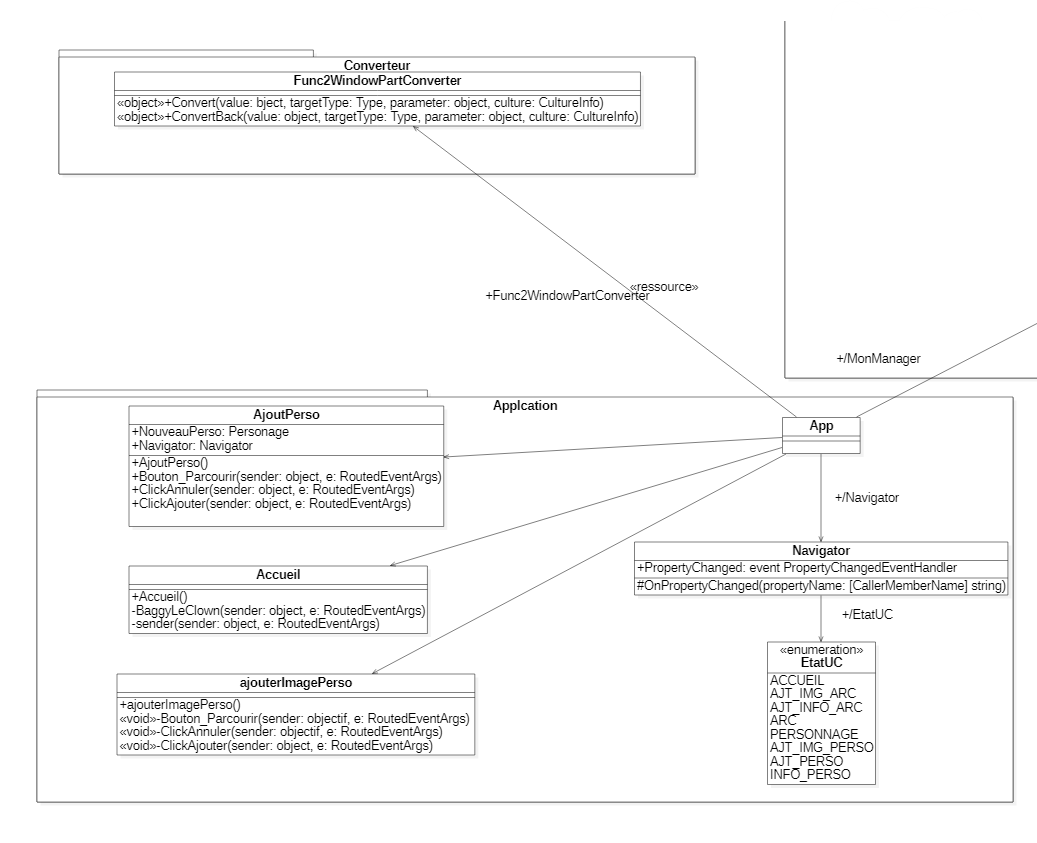 Converteur
Func2WindowPartConverter
«object»+Convert(value: bject, targetType: Type, parameter: object, culture: CultureInfo)
«object»+ConvertBack(value: object, targetType: Type, parameter: object, culture: CultureInfo)
«ressource»
+Func2WindowPartConverter
+/MonManager
Applcation
AjoutPerso
+NouveauPerso: Personage
+Navigator: Navigator
+AjoutPerso()
+Bouton_Parcourir(sender: object, e: RoutedEventArgs)
+ClickAnnuler(sender: object, e: RoutedEventArgs)
+ClickAjouter(sender: object, e: RoutedEventArgs)
App
+/Navigator
Navigator
+PropertyChanged: event PropertyChangedEventHandler
#OnPropertyChanged(propertyName: [CallerMemberName] string)
Accueil
+Accueil()
-BaggyLeClown(sender: object, e: RoutedEventArgs)
-sender(sender: object, e: RoutedEventArgs)
+/EtatUC
«enumeration»
EtatUC
ACCUEIL
AJT_IMG_ARC
AJT_INFO_ARC
ARC
PERSONNAGE
AJT_IMG_PERSO
AJT_PERSO
INFO_PERSO
ajouterImagePerso
+ajouterImagePerso()
«void»-Bouton_Parcourir(sender: objectif, e: RoutedEventArgs)
«void»-ClickAnnuler(sender: objectif, e: RoutedEventArgs)
«void»-ClickAjouter(sender: object, e: RoutedEventArgs)